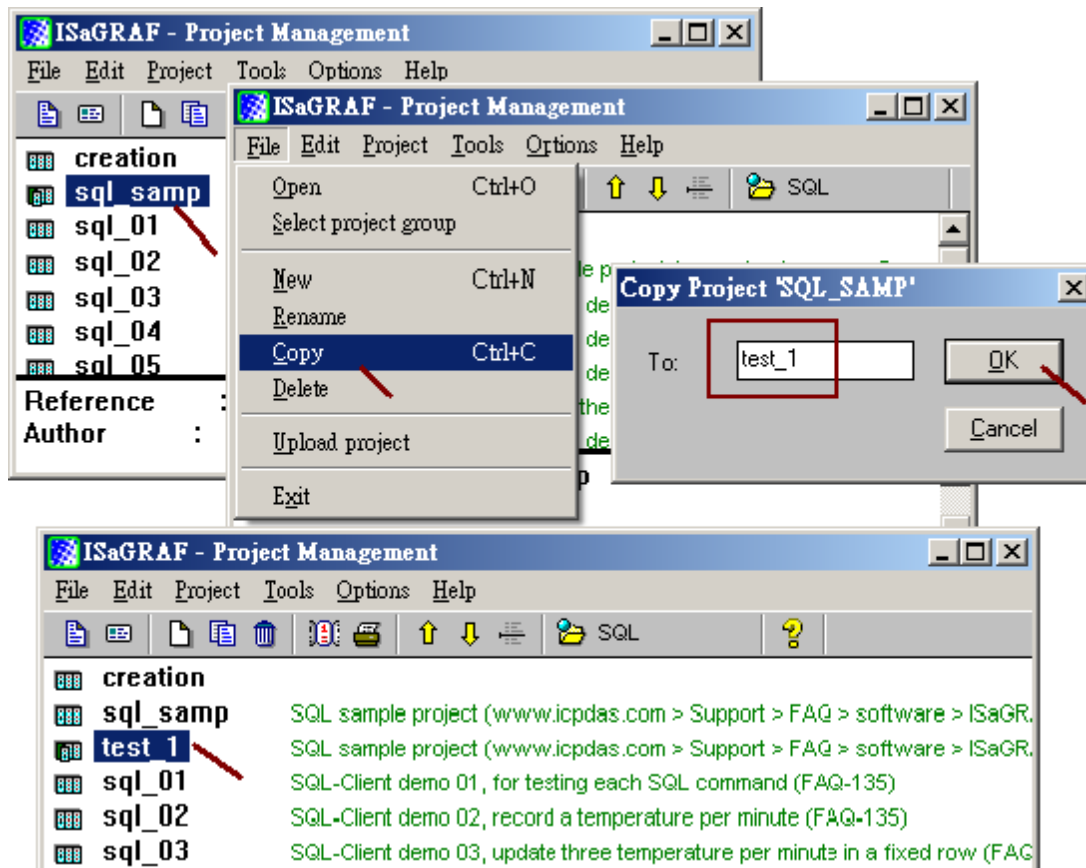 ISaGRAF - Project Management
File Edit Project Tools Options Help
creation
sql_samp
sql_01
sql_02
sql_03
sql_04
sql_05
Reference :
Author :
ISaGRAF - Project Management
File Edit Project Tools Options Help
SQL
Open Ctrl+O
Select project group
New Ctrl+N
Rename
Copy Ctrl+C
Delete
Upload project
Exit
Copy Project 'SQL_SAMP'
To: test_1
OK
Cancel
ISaGRAF - Project Management
File Edit Project Tools Options Help
SQL
creation
sql_samp SQL sample project (www.icpdas.com > Support > FAQ > software > ISaGR.
test_1 SQL sample project (www.icpdas.com > Support > FAQ > software > ISaGR.
sql_01 SQL-Client demo 01, for testing each SQL command (FAQ-135)
sql_02 SQL-Client demo 02, record a temperature per minute (FAQ-135)
sql_03 SQL-Client demo 03, update three temperature per minute in a fixed row (FAQ